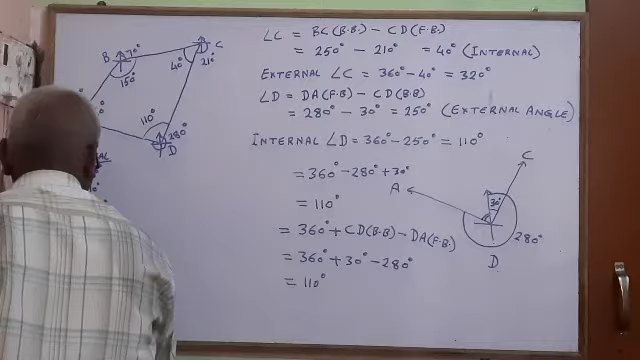 ∠C = BC(B.B) - CD(F.B)
= 250° - 210° = 40° (INTERNAL)
EXTERNAL ∠C = 360° - 40° = 320°
∠D = DA(F.B) - CD(B.B)
= 280° - 30° = 250° (EXTERNAL ANGLE)
INTERNAL ∠D = 360° - 250° = 110°
= 360° - 280° + 30°
= 110°
= 360° + CD(B.B) - DA(F.B)
= 360° + 30° - 280°
= 110°
B 70° C
150° 40° 210°
110° 280°
D
C
A 30°
280°
D